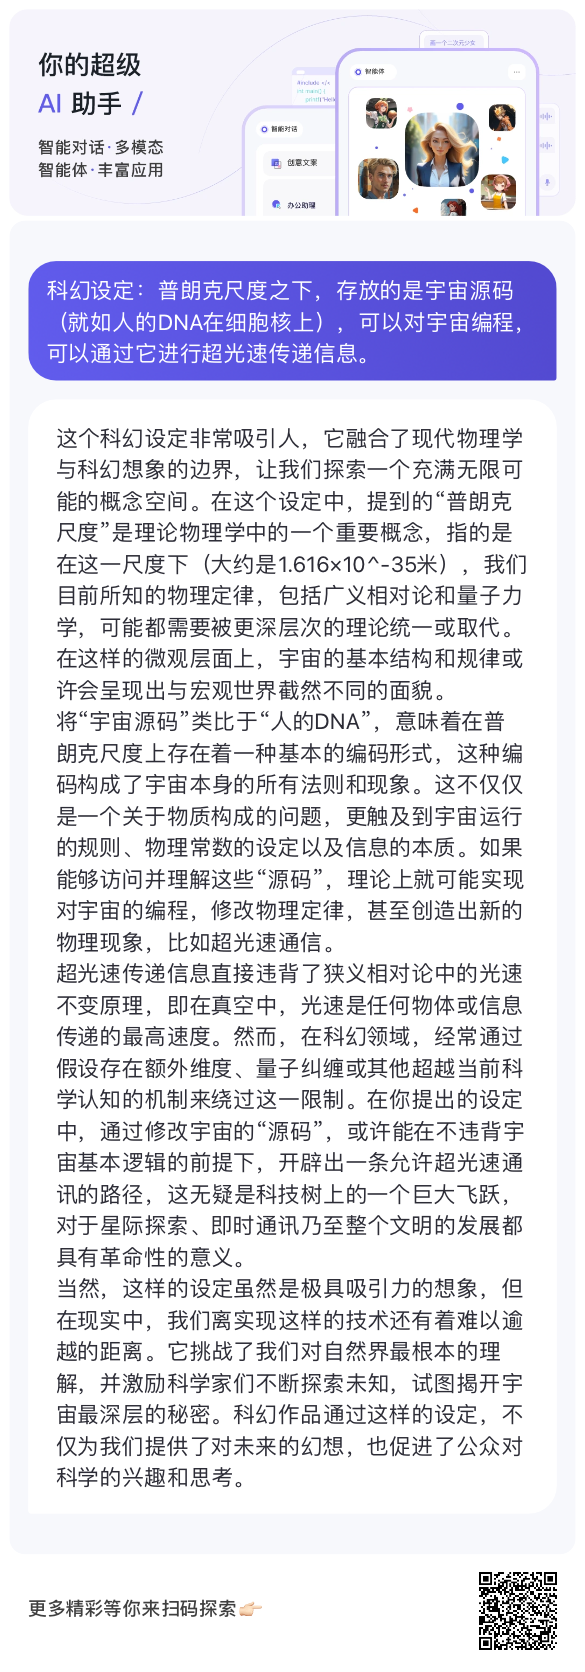 你的超级
AI 助手 /
智能对话·多模态
智能体·丰富应用
画一个二次元少女
#include </
int main() {
printf("Hello
智能对话
创意文案
办公助理
智能体
科幻设定：普朗克尺度之下，存放的是宇宙源码
（就如人的DNA在细胞核上），可以对宇宙编程，
可以通过它进行超光速传递信息。
这个科幻设定非常吸引人，它融合了现代物理学
与科幻想象的边界，让我们探索一个充满无限可
能的概念空间。在这个设定中，提到的“普朗克
尺度”是理论物理学中的一个重要概念，指的是
在这一尺度下（大约是1.616×10^-35米），我们
目前所知的物理定律，包括广义相对论和量子力
学，可能都需要被更深层次的理论统一或取代。
在这样的微观层面上，宇宙的基本结构和规律或
许会呈现出与宏观世界截然不同的面貌。
将“宇宙源码”类比于“人的DNA”，意味着在普
朗克尺度上存在着一种基本的编码形式，这种编
码构成了宇宙本身的所有法则和现象。这不仅仅
是一个关于物质构成的问题，更触及到宇宙运行
的规则、物理常数的设定以及信息的本质。如果
能够访问并理解这些“源码”，理论上就可能实现
对宇宙的编程，修改物理定律，甚至创造出新的
物理现象，比如超光速通信。
超光速传递信息直接违背了狭义相对论中的光速
不变原理，即在真空中，光速是任何物体或信息
传递的最高速度。然而，在科幻领域，经常通过
假设存在额外维度、量子纠缠或其他超越当前科
学认知的机制来绕过这一限制。在你提出的设定
中，通过修改宇宙的“源码”，或许能在不违背宇
宙基本逻辑的前提下，开辟出一条允许超光速通
讯的路径，这无疑是科技树上的一个巨大飞跃，
对于星际探索、即时通讯乃至整个文明的发展都
具有革命性的意义。
当然，这样的设定虽然是极具吸引力的想象，但
在现实中，我们离实现这样的技术还有着难以逾
越的距离。它挑战了我们对自然界最根本的理
解，并激励科学家们不断探索未知，试图揭开宇
宙最深层的秘密。科幻作品通过这样的设定，不
仅为我们提供了对未来的幻想，也促进了公众对
科学的兴趣和思考。
更多精彩等你来扫码探索👉🏻